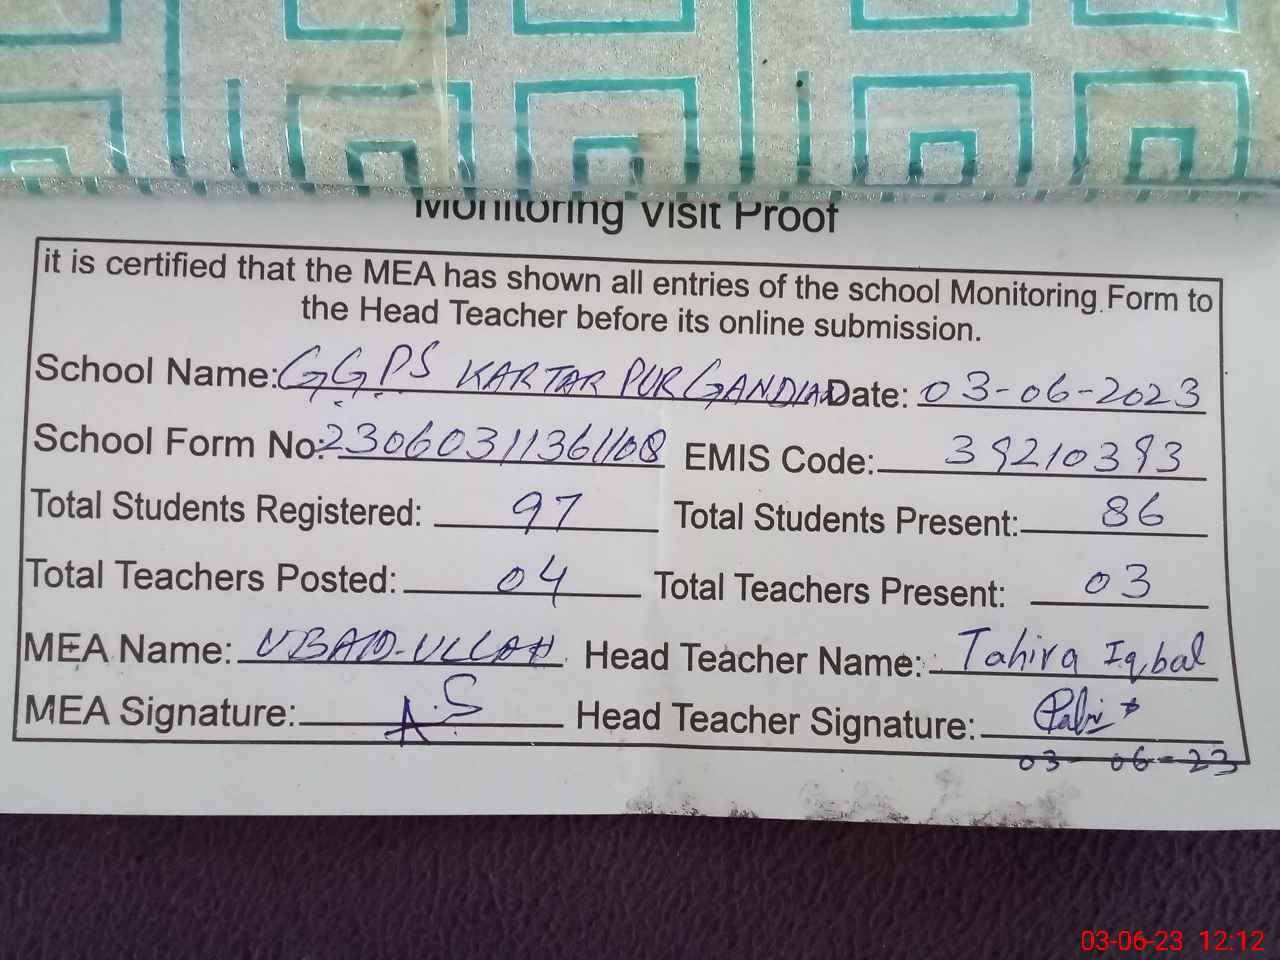 Monitoring Visit Proof
it is certified that the MEA has shown all entries of the school Monitoring Form to
the Head Teacher before its online submission.
School Name: GGPS KARTAR PUR GANDIAN Date: 03-06-2023
School Form No: 23060311361108 EMIS Code: 39210393
Total Students Registered: 97 Total Students Present: 86
Total Teachers Posted: 04 Total Teachers Present: 03
MEA Name: UBAID-ULLAH Head Teacher Name: Tahira Iqbal
MEA Signature: A.S Head Teacher Signature:
03-06-23
03-06-23 12:12